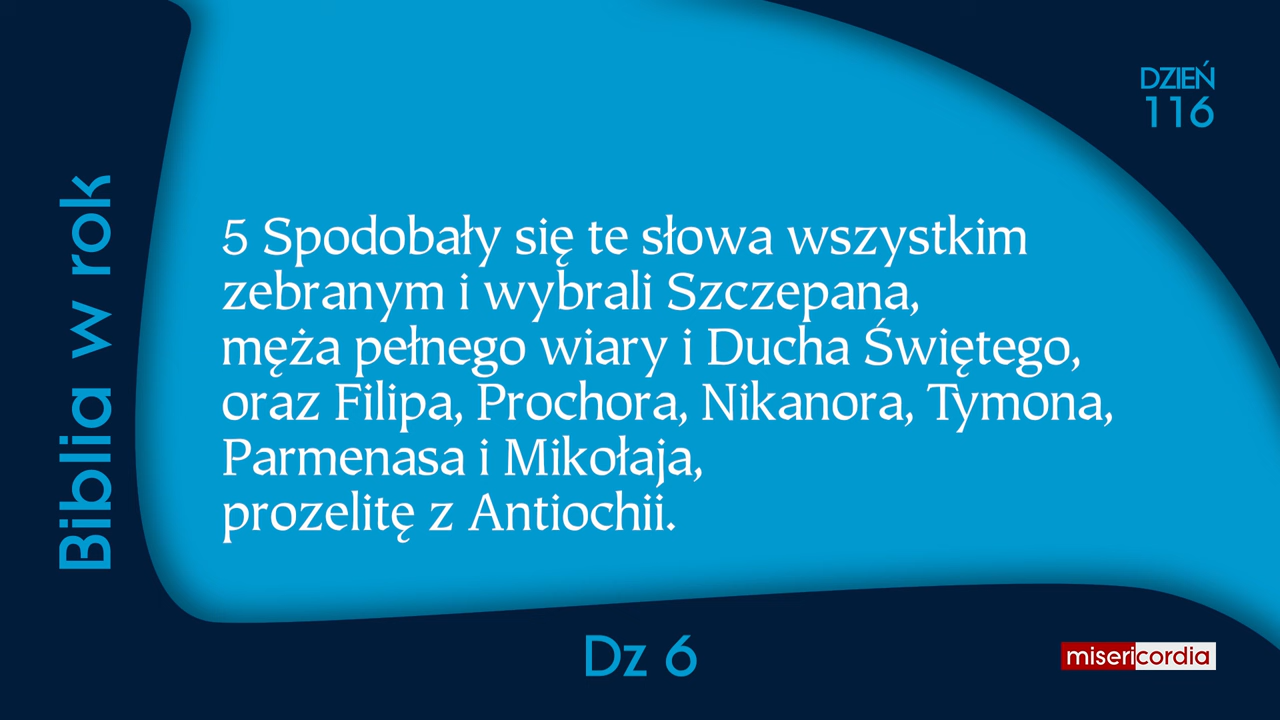 DZIEŃ
116
Biblia w rok
5 Spodobały się te słowa wszystkim
zebranym i wybrali Szczepana,
męża pełnego wiary i Ducha Świętego,
oraz Filipa, Prochora, Nikanora, Tymona,
Parmenasa i Mikołaja,
prozelitę z Antiochii.
Dz 6
misericordia